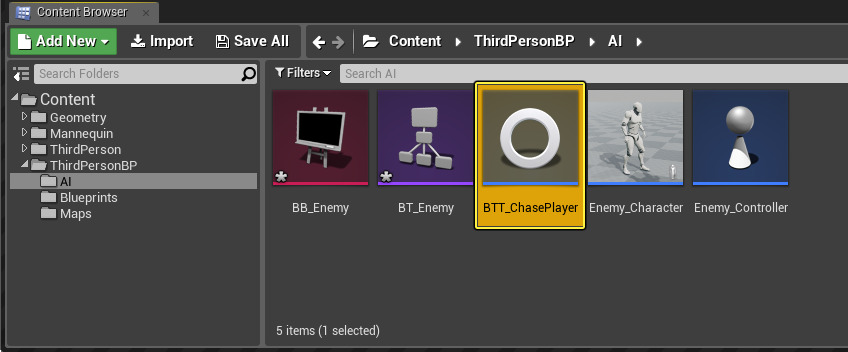 Content Browser
Add New Import Save All Content ThirdPersonBP AI
Search Folders
Filters Search AI
Content
Geometry
Mannequin
ThirdPerson
ThirdPersonBP
AI
Blueprints
Maps
BB_Enemy BT_Enemy BTT_ChasePlayer Enemy_Character Enemy_Controller
5 items (1 selected)